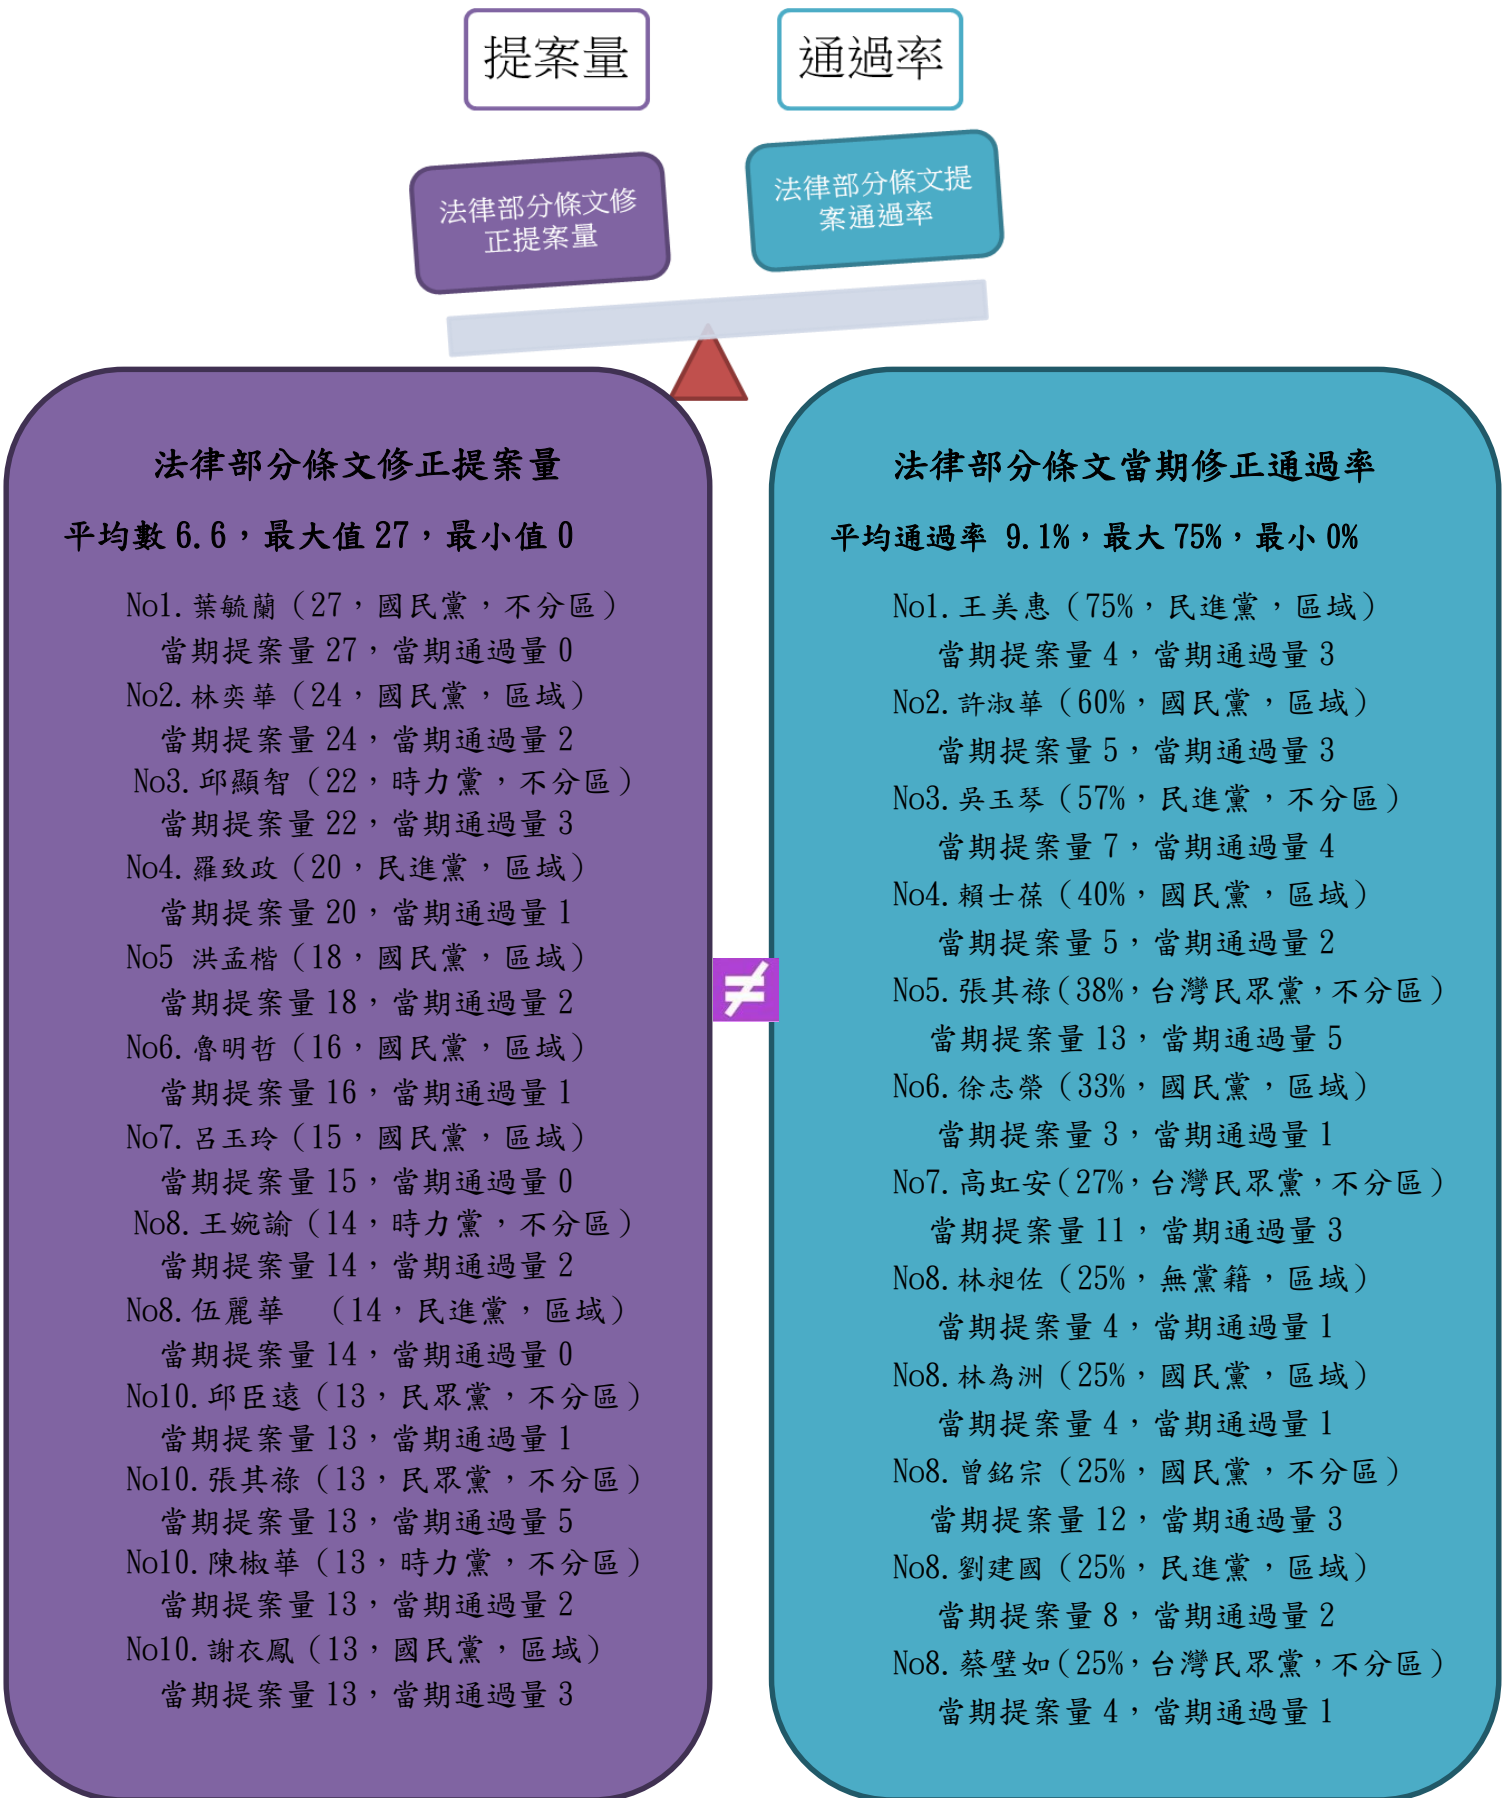 提案量
通過率
法律部分條文修
正提案量
法律部分條文提
案通過率
法律部分條文修正提案量
平均數 6.6，最大值 27，最小值 0
No1. 葉毓蘭（27，國民黨，不分區）
當期提案量 27，當期通過量 0
No2. 林奕華（24，國民黨，區域）
當期提案量 24，當期通過量 2
No3. 邱顯智（22，時力黨，不分區）
當期提案量 22，當期通過量 3
No4. 羅致政（20，民進黨，區域）
當期提案量 20，當期通過量 1
No5 洪孟楷（18，國民黨，區域）
當期提案量 18，當期通過量 2
No6. 魯明哲（16，國民黨，區域）
當期提案量 16，當期通過量 1
No7. 呂玉玲（15，國民黨，區域）
當期提案量 15，當期通過量 0
No8. 王婉諭（14，時力黨，不分區）
當期提案量 14，當期通過量 2
No8. 伍麗華　（14，民進黨，區域）
當期提案量 14，當期通過量 0
No10. 邱臣遠（13，民眾黨，不分區）
當期提案量 13，當期通過量 1
No10. 張其祿（13，民眾黨，不分區）
當期提案量 13，當期通過量 5
No10. 陳椒華（13，時力黨，不分區）
當期提案量 13，當期通過量 2
No10. 謝衣鳳（13，國民黨，區域）
當期提案量 13，當期通過量 3
≠
法律部分條文當期修正通過率
平均通過率 9.1%，最大 75%，最小 0%
No1. 王美惠（75%，民進黨，區域）
當期提案量 4，當期通過量 3
No2. 許淑華（60%，國民黨，區域）
當期提案量 5，當期通過量 3
No3. 吳玉琴（57%，民進黨，不分區）
當期提案量 7，當期通過量 4
No4. 賴士葆（40%，國民黨，區域）
當期提案量 5，當期通過量 2
No5. 張其祿（38%，台灣民眾黨，不分區）
當期提案量 13，當期通過量 5
No6. 徐志榮（33%，國民黨，區域）
當期提案量 3，當期通過量 1
No7. 高虹安（27%，台灣民眾黨，不分區）
當期提案量 11，當期通過量 3
No8. 林昶佐（25%，無黨籍，區域）
當期提案量 4，當期通過量 1
No8. 林為洲（25%，國民黨，區域）
當期提案量 4，當期通過量 1
No8. 曾銘宗（25%，國民黨，不分區）
當期提案量 12，當期通過量 3
No8. 劉建國（25%，民進黨，區域）
當期提案量 8，當期通過量 2
No8. 蔡壁如（25%，台灣民眾黨，不分區）
當期提案量 4，當期通過量 1